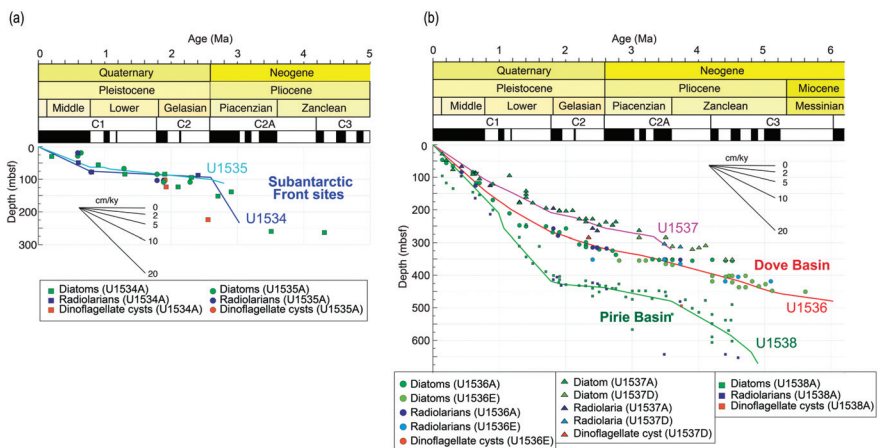 (a)
Age (Ma)
0 1 2 3 4 5
Quaternary Neogene
Pleistocene Pliocene
Middle Lower Gelasian Piacenzian Zanclean
C1 C2 C2A C3
0
100
200
300
Depth (mbsf)
U1535
U1534
Subantarctic
Front sites
cm/ky
0
2
5
10
20
Diatoms (U1534A) Diatoms (U1535A)
Radiolarians (U1534A) Radiolarians (U1535A)
Dinoflagellate cysts (U1534A) Dinoflagellate cysts (U1535A)
(b)
Age (Ma)
0 1 2 3 4 5 6
Quaternary Neogene
Pleistocene Pliocene Miocene
Middle Lower Gelasian Piacenzian Zanclean Messinian
C1 C2 C2A C3
0
100
200
300
400
500
600
Depth (mbsf)
cm/ky
0
2
5
10
20
U1537
Dove Basin
U1536
Pirie Basin
U1538
Diatoms (U1536A)
Diatoms (U1536E)
Radiolarians (U1536A)
Radiolarians (U1536E)
Dinoflagellate cysts (U1536E)
Diatom (U1537A)
Diatom (U1537D)
Radiolaria (U1537A)
Radiolaria (U1537D)
Dinoflagellate cyst (U1537D)
Diatoms (U1538A)
Radiolarians (U1538A)
Dinoflagellate cysts (U1538A)